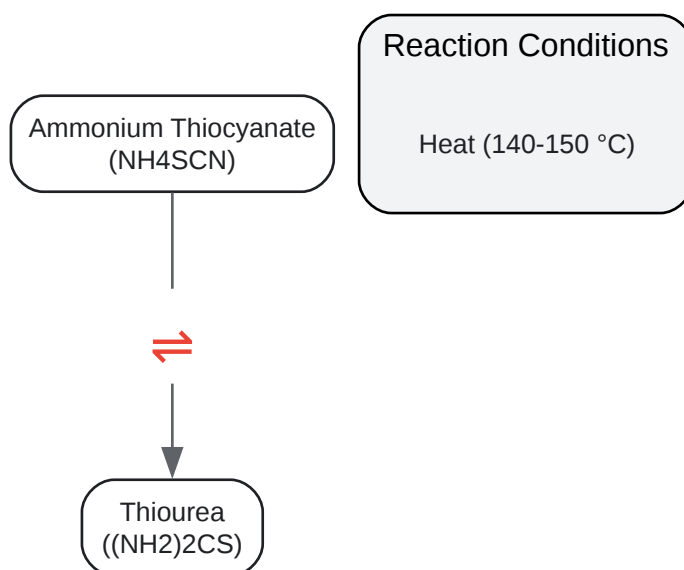 Reaction Conditions
Heat (140-150 °C)
Ammonium Thiocyanate
(NH4SCN)
⇌
Thiourea
((NH2)2CS)